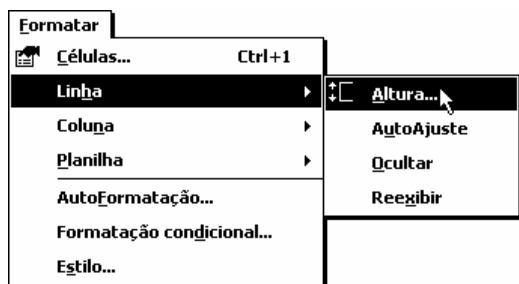 Formatar
Células... Ctrl+1
Linha
Coluna
Planilha
AutoFormatação...
Formatação condicional...
Estilo...
Altura...
AutoAjuste
Ocultar
Reexibir